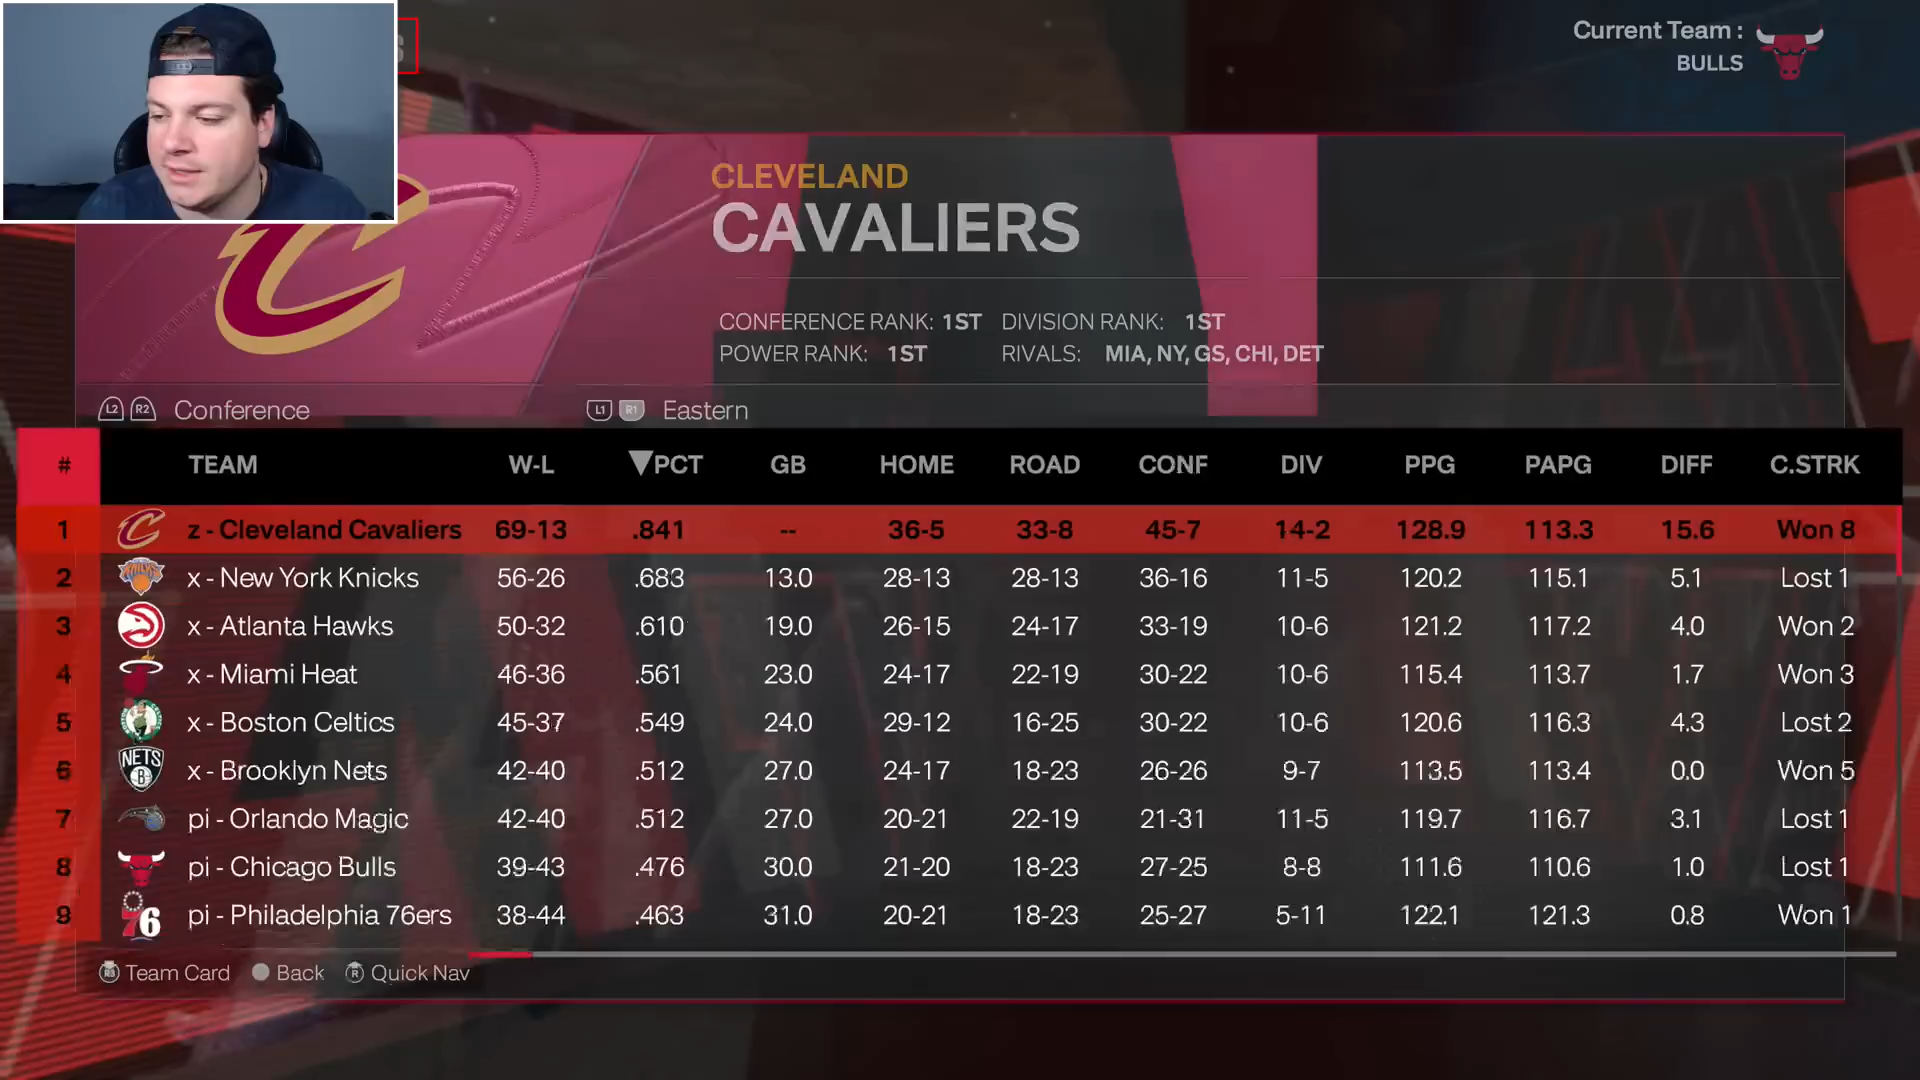 Current Team :
BULLS
CLEVELAND
CAVALIERS
CONFERENCE RANK: 1ST DIVISION RANK: 1ST
POWER RANK: 1ST RIVALS: MIA, NY, GS, CHI, DET
L2 R2 Conference L1 R1 Eastern
# TEAM W-L PCT GB HOME ROAD CONF DIV PPG PAPG DIFF C.STRK
1 z - Cleveland Cavaliers 69-13 .841 -- 36-5 33-8 45-7 14-2 128.9 113.3 15.6 Won 8
2 x - New York Knicks 56-26 .683 13.0 28-13 28-13 36-16 11-5 120.2 115.1 5.1 Lost 1
3 x - Atlanta Hawks 50-32 .610 19.0 26-15 24-17 33-19 10-6 121.2 117.2 4.0 Won 2
4 x - Miami Heat 46-36 .561 23.0 24-17 22-19 30-22 10-6 115.4 113.7 1.7 Won 3
5 x - Boston Celtics 45-37 .549 24.0 29-12 16-25 30-22 10-6 120.6 116.3 4.3 Lost 2
6 NETS B x - Brooklyn Nets 42-40 .512 27.0 24-17 18-23 26-26 9-7 113.5 113.4 0.0 Won 5
7 pi - Orlando Magic 42-40 .512 27.0 20-21 22-19 21-31 11-5 119.7 116.7 3.1 Lost 1
8 pi - Chicago Bulls 39-43 .476 30.0 21-20 18-23 27-25 8-8 111.6 110.6 1.0 Lost 1
9 76 pi - Philadelphia 76ers 38-44 .463 31.0 20-21 18-23 25-27 5-11 122.1 121.3 0.8 Won 1
R3 Team Card Back R Quick Nav